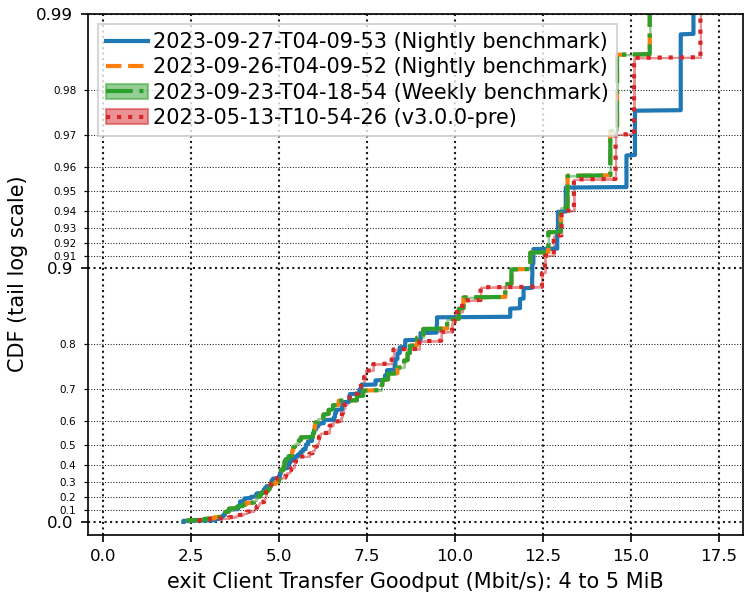 0.99
2023-09-27-T04-09-53 (Nightly benchmark)
2023-09-26-T04-09-52 (Nightly benchmark)
2023-09-23-T04-18-54 (Weekly benchmark)
2023-05-13-T10-54-26 (v3.0.0-pre)
0.98
0.97
0.96
0.95
0.94
0.93
0.92
0.91
0.9
0.8
0.7
0.6
0.5
0.4
0.3
0.2
0.1
0.0
CDF (tail log scale)
0.0 2.5 5.0 7.5 10.0 12.5 15.0 17.5
exit Client Transfer Goodput (Mbit/s): 4 to 5 MiB